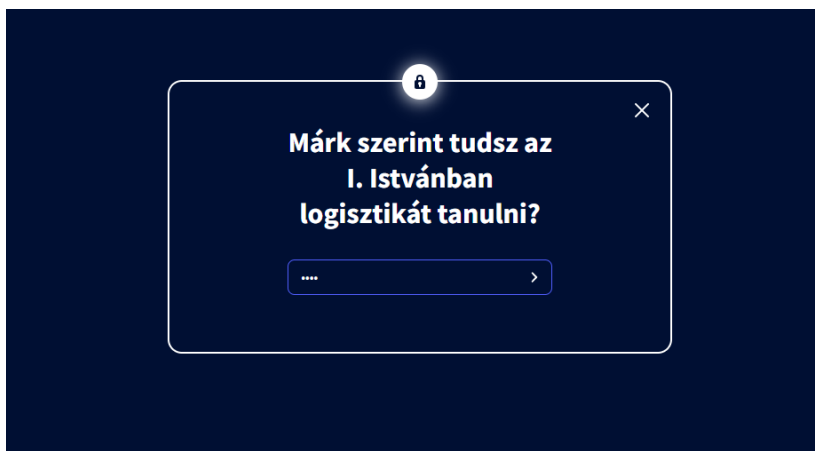 Márk szerint tudsz az
I. Istvánban
logisztikát tanulni?
••••